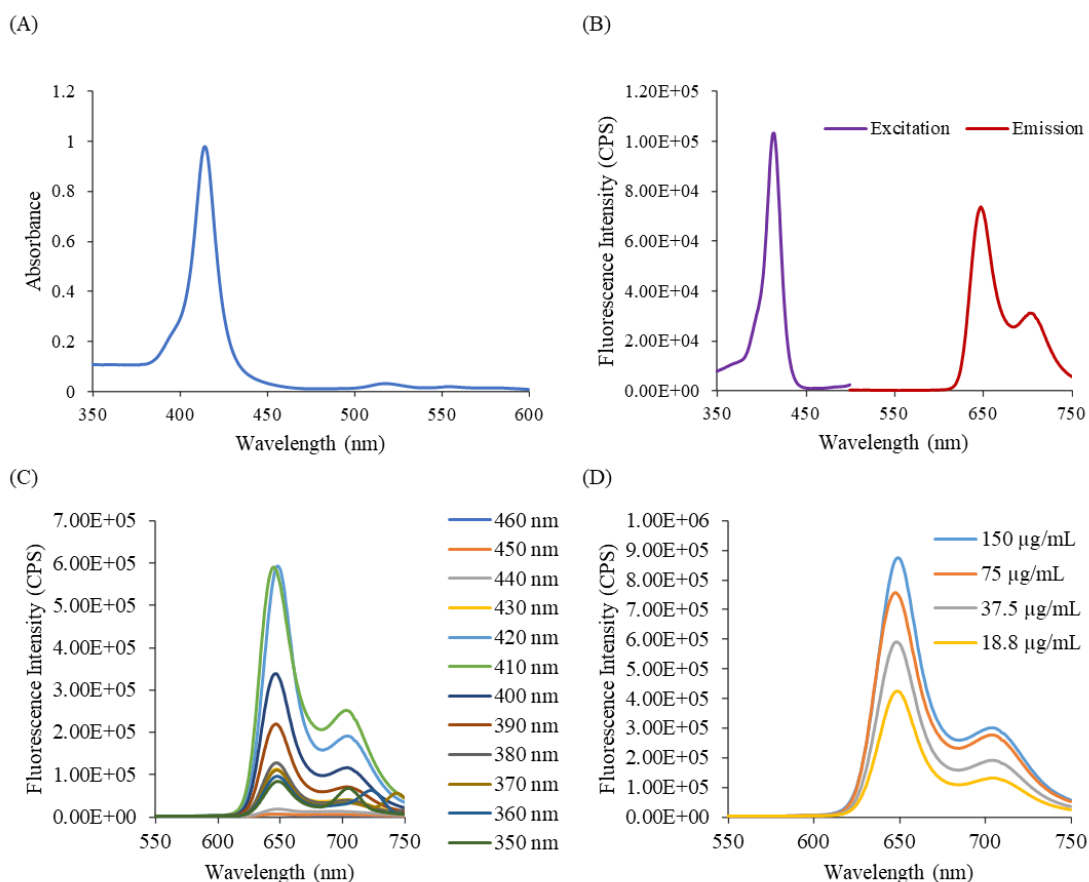 (A)
(B)
1.2
1
0.8
0.6
0.4
0.2
0
Absorbance
350 400 450 500 550 600
Wavelength (nm)
1.20E+05
1.00E+05
8.00E+04
6.00E+04
4.00E+04
2.00E+04
0.00E+00
Fluorescence Intensity (CPS)
Excitation
Emission
350 450 550 650 750
Wavelength (nm)
(C)
(D)
7.00E+05
6.00E+05
5.00E+05
4.00E+05
3.00E+05
2.00E+05
1.00E+05
0.00E+00
Fluorescence Intensity (CPS)
550 600 650 700 750
Wavelength (nm)
460 nm
450 nm
440 nm
430 nm
420 nm
410 nm
400 nm
390 nm
380 nm
370 nm
360 nm
350 nm
1.00E+06
9.00E+05
8.00E+05
7.00E+05
6.00E+05
5.00E+05
4.00E+05
3.00E+05
2.00E+05
1.00E+05
0.00E+00
Fluorescence Intensity (CPS)
150 µg/mL
75 µg/mL
37.5 µg/mL
18.8 µg/mL
550 600 650 700 750
Wavelength (nm)